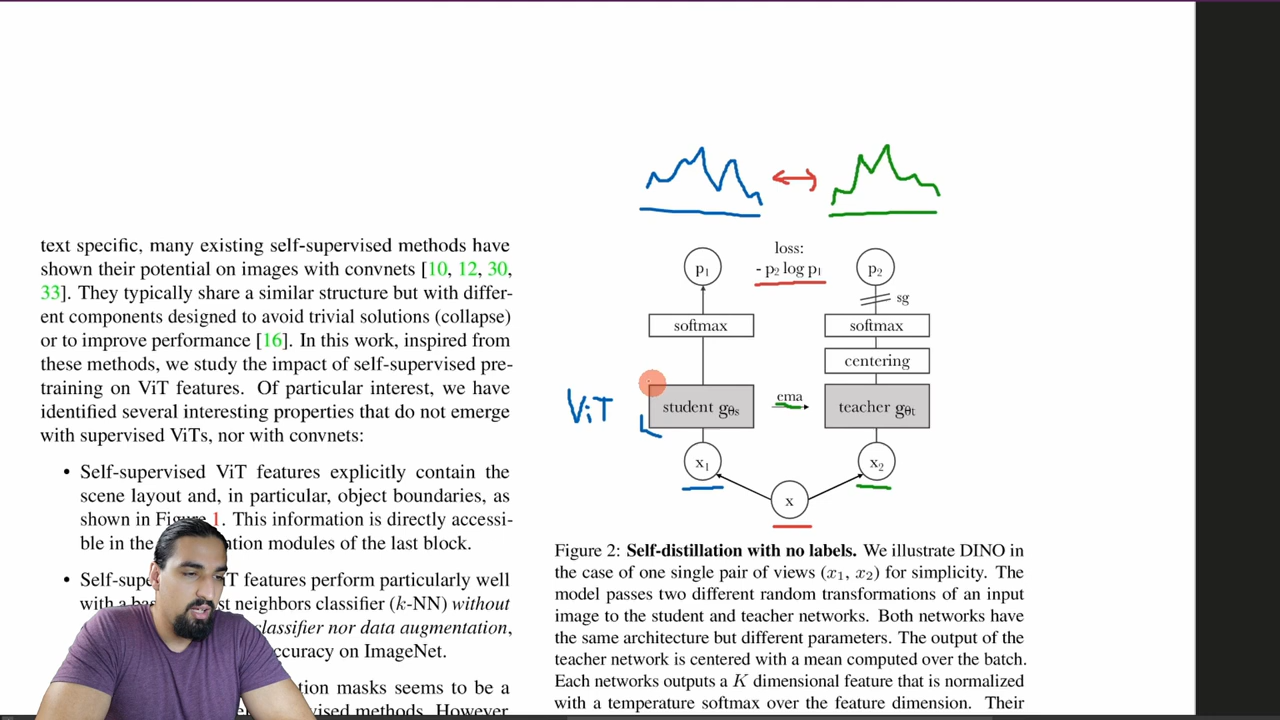 text specific, many existing self-supervised methods have
shown their potential on images with convnets [10, 12, 30,
33]. They typically share a similar structure but with differ-
ent components designed to avoid trivial solutions (collapse)
or to improve performance [16]. In this work, inspired from
these methods, we study the impact of self-supervised pre-
training on ViT features. Of particular interest, we have
identified several interesting properties that do not emerge
with supervised ViTs, nor with convnets:
• Self-supervised ViT features explicitly contain the
scene layout and, in particular, object boundaries, as
shown in Figure 1. This information is directly accessi-
ble in the tion modules of the last block.
• Self-supe T features perform particularly well
with a ba st neighbors classifier (k-NN) without
classifier nor data augmentation,
ccuracy on ImageNet.
tion masks seems to be a
vised methods. However
loss:
p₁ - p₂ log p₁ p₂
sg
softmax softmax
centering
ViT student gθs ema teacher gθt
x₁ x₂
x
Figure 2: Self-distillation with no labels. We illustrate DINO in
the case of one single pair of views (x₁, x₂) for simplicity. The
model passes two different random transformations of an input
image to the student and teacher networks. Both networks have
the same architecture but different parameters. The output of the
teacher network is centered with a mean computed over the batch.
Each networks outputs a K dimensional feature that is normalized
with a temperature softmax over the feature dimension. Their